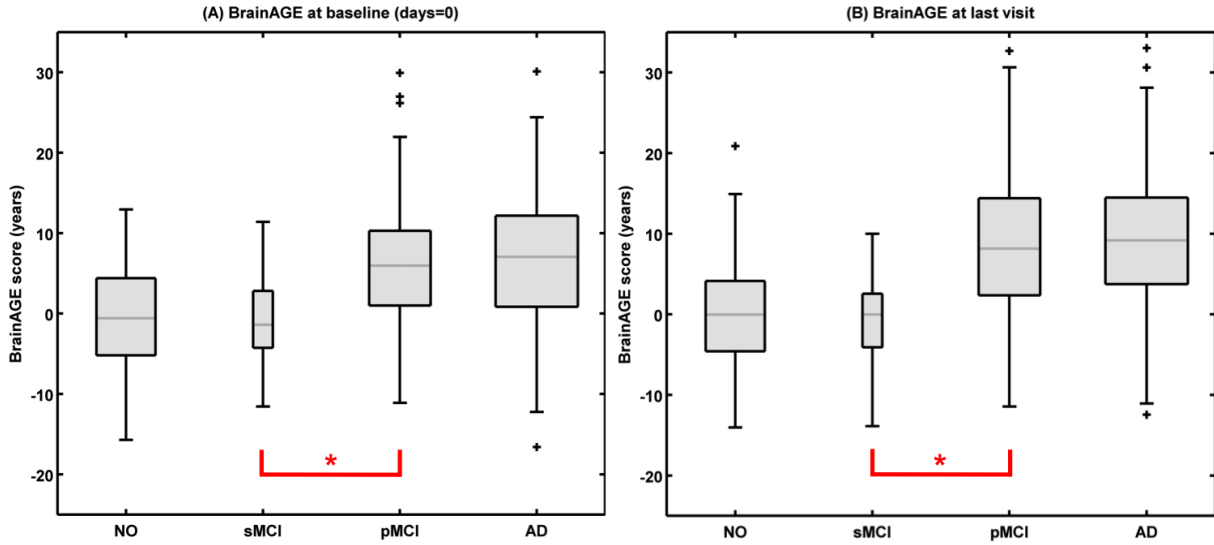 (A) BrainAGE at baseline (days=0)
BrainAGE score (years)
30
20
10
0
-10
-20
*
NO sMCI pMCI AD
(B) BrainAGE at last visit
BrainAGE score (years)
30
20
10
0
-10
-20
*
NO sMCI pMCI AD